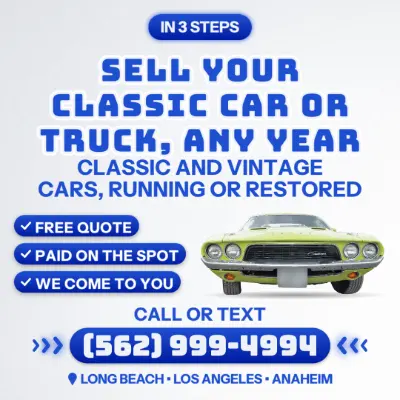 IN 3 STEPS
SELL YOUR
CLASSIC CAR OR
TRUCK, ANY YEAR
CLASSIC AND VINTAGE
CARS, RUNNING OR RESTORED
FREE QUOTE
PAID ON THE SPOT
WE COME TO YOU
CALL OR TEXT
(562) 999-4994
LONG BEACH • LOS ANGELES • ANAHEIM